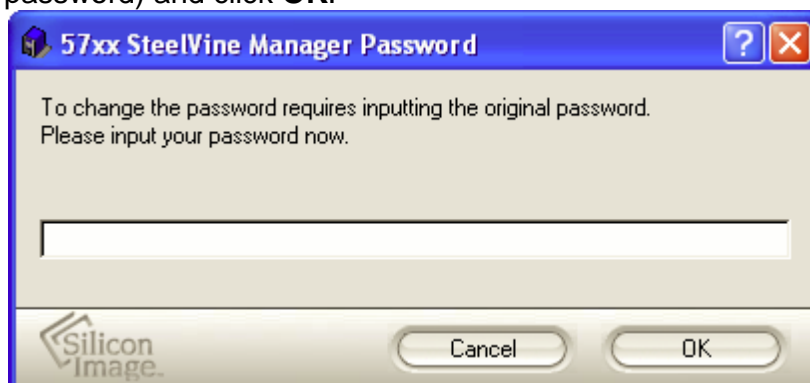 password) and click OK.
57xx SteelVine Manager Password
To change the password requires inputting the original password.
Please input your password now.
Silicon
Image.
Cancel
OK